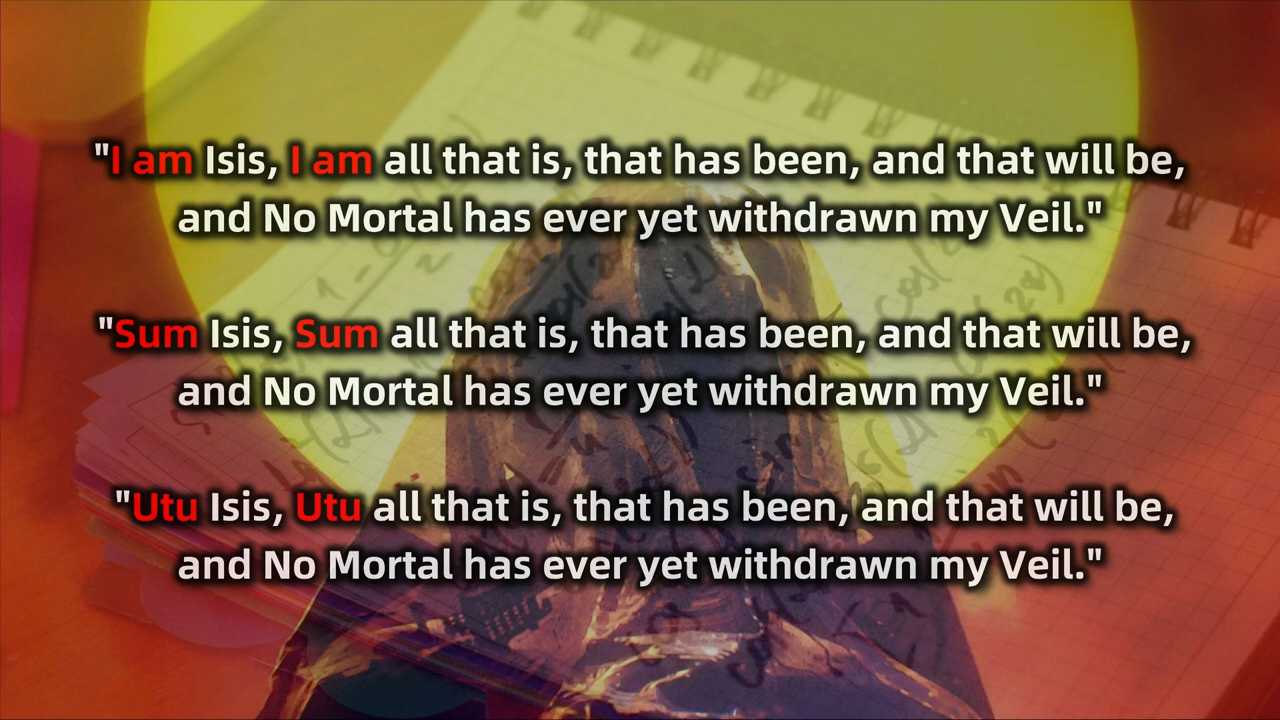 "I am Isis, I am all that is, that has been, and that will be,
and No Mortal has ever yet withdrawn my Veil."
"Sum Isis, Sum all that is, that has been, and that will be,
and No Mortal has ever yet withdrawn my Veil."
"Utu Isis, Utu all that is, that has been, and that will be,
and No Mortal has ever yet withdrawn my Veil."